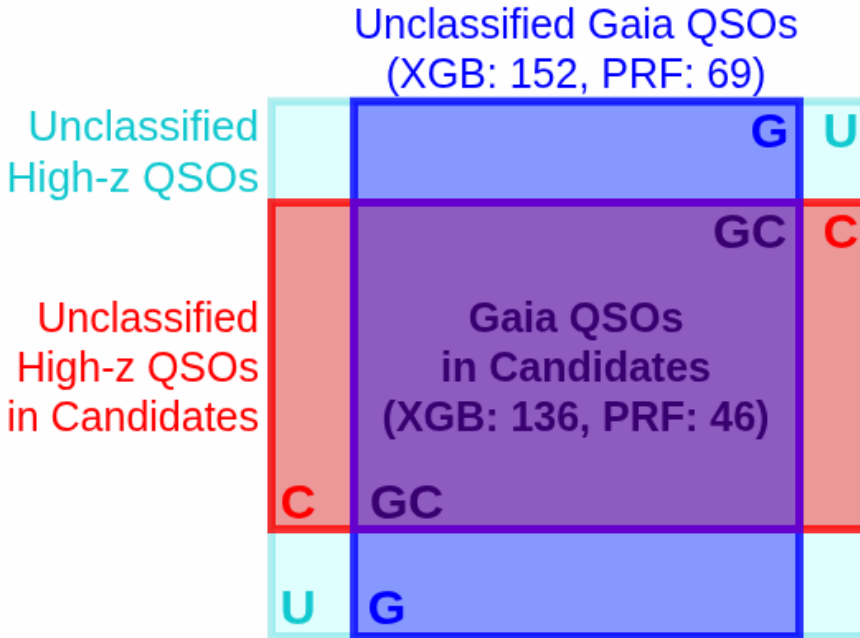 Unclassified Gaia QSOs
(XGB: 152, PRF: 69)
Unclassified
High-z QSOs
G U
GC C
Unclassified
High-z QSOs
in Candidates
Gaia QSOs
in Candidates
(XGB: 136, PRF: 46)
C GC
U G